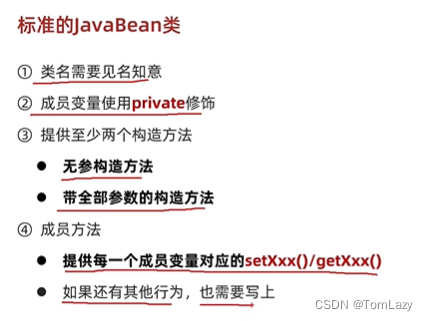 标准的JavaBean类
① 类名需要见名知意
② 成员变量使用private修饰
③ 提供至少两个构造方法
● 无参构造方法
● 带全部参数的构造方法
④ 成员方法
● 提供每一个成员变量对应的setXxx()/getXxx()
● 如果还有其他行为，也需要写上
CSDN @TomLazy